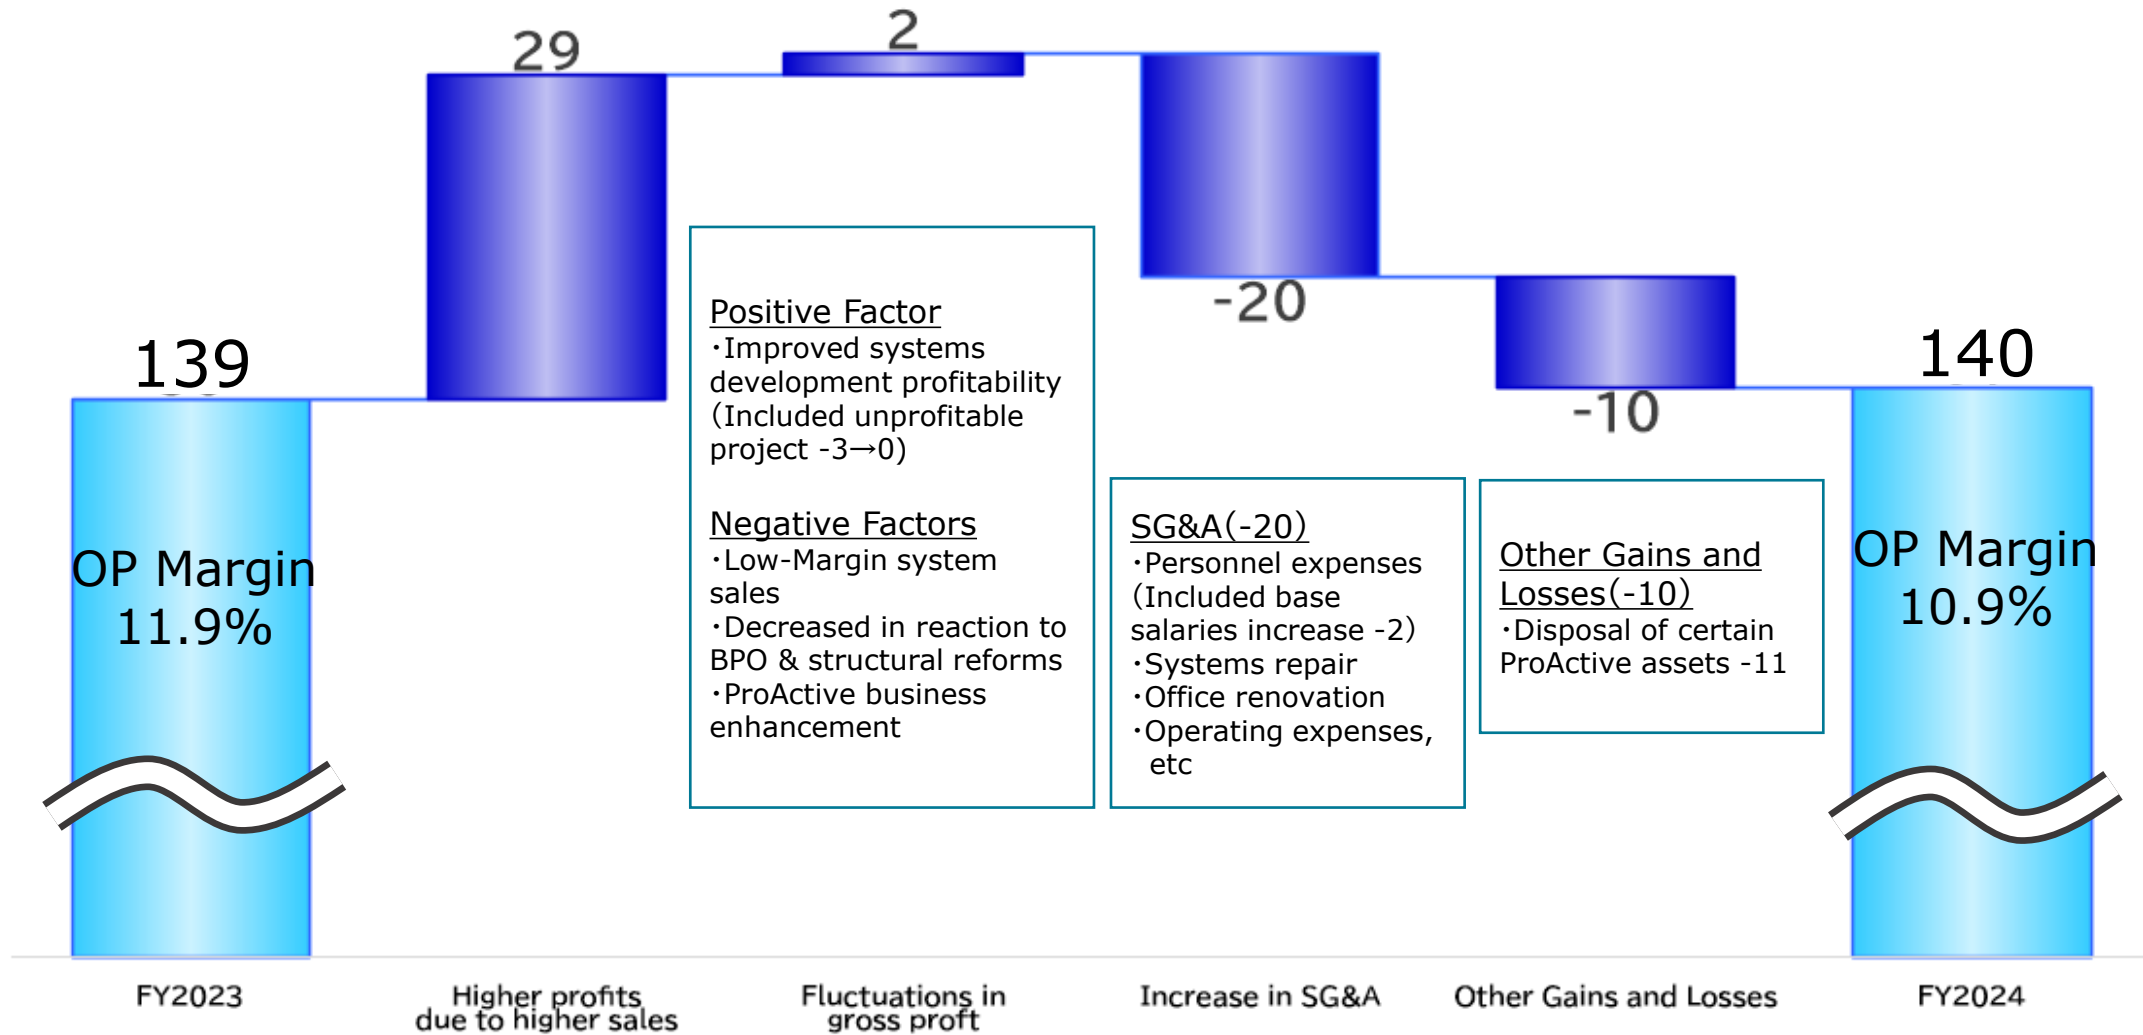 29
2
139
-20
-10
140
OP Margin
11.9%
Positive Factor
・Improved systems
development profitability
（Included unprofitable
project -3→0)
Negative Factors
・Low-Margin system
sales
・Decreased in reaction to
BPO & structural reforms
・ProActive business
enhancement
SG&A（-20）
・Personnel expenses
（Included base
salaries increase -2）
・Systems repair
・Office renovation
・Operating expenses,
etc
Other Gains and
Losses（-10）
・Disposal of certain
ProActive assets -11
OP Margin
10.9%
FY2023
Higher profits
due to higher sales
Fluctuations in
gross proft
Increase in SG&A
Other Gains and Losses
FY2024